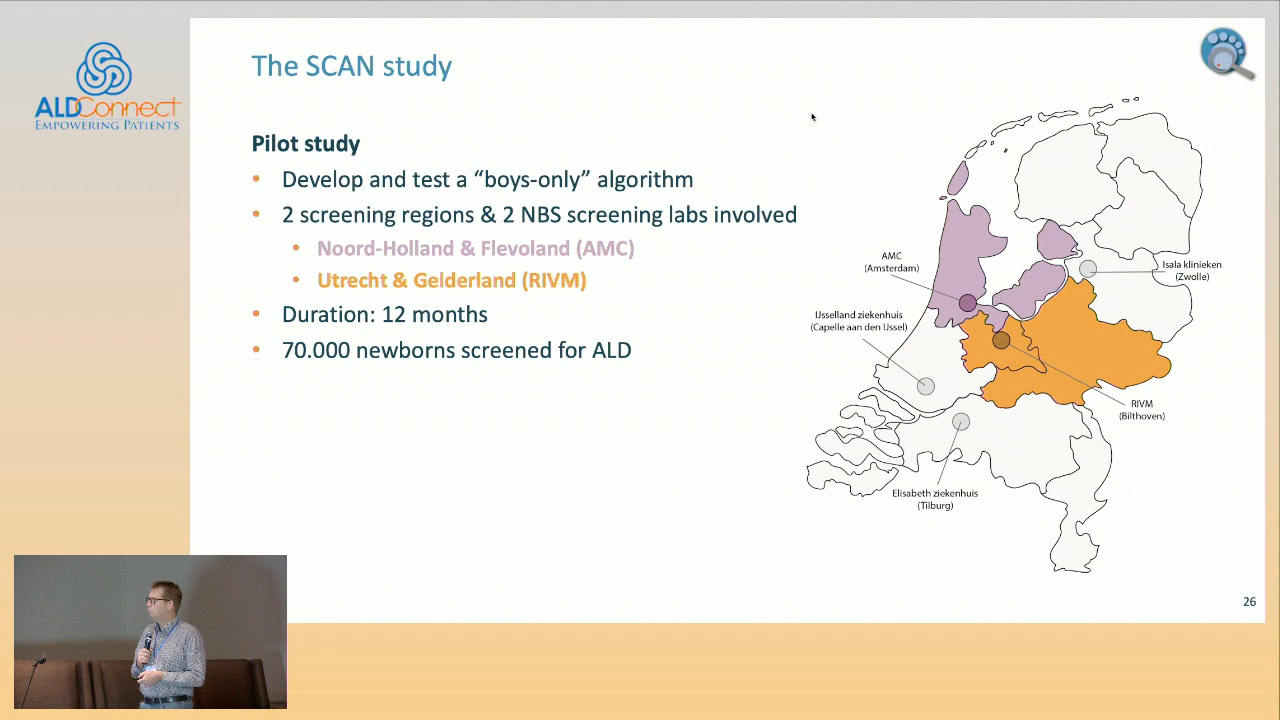 ALDConnect
EMPOWERING PATIENTS
The SCAN study
Pilot study
• Develop and test a “boys-only” algorithm
• 2 screening regions & 2 NBS screening labs involved
• Noord-Holland & Flevoland (AMC)
• Utrecht & Gelderland (RIVM)
• Duration: 12 months
• 70.000 newborns screened for ALD
AMC
(Amsterdam)
Isala klinieken
(Zwolle)
IJsselland ziekenhuis
(Capelle aan den IJssel)
RIVM
(Bilthoven)
Elisabeth ziekenhuis
(Tilburg)
26